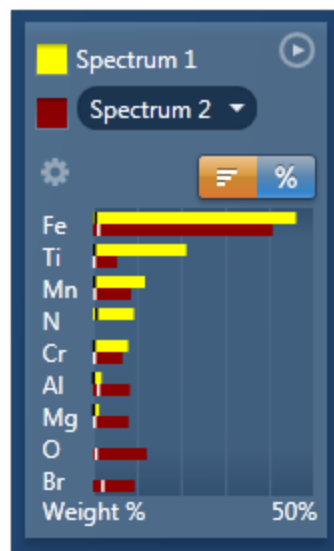 Spectrum 1
Spectrum 2
%
Fe
Ti
Mn
N
Cr
Al
Mg
O
Br
Weight % 50%